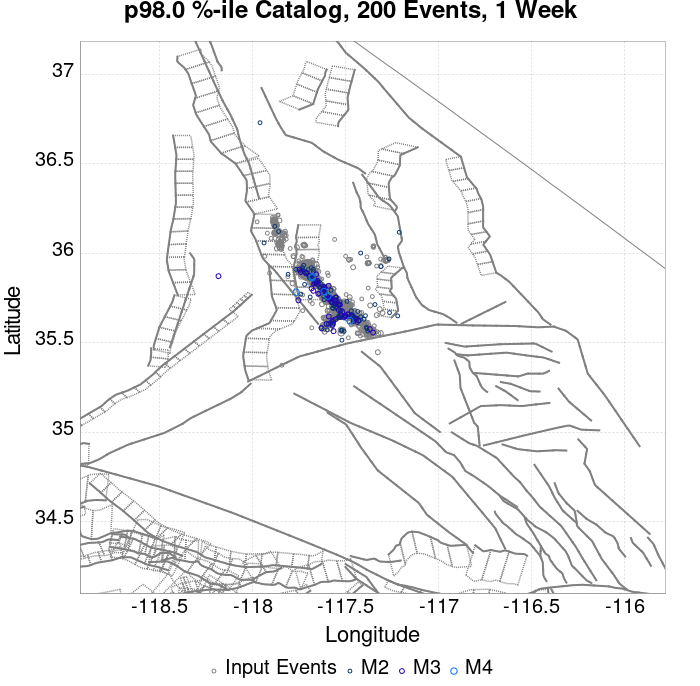 p98.0 %-ile Catalog, 200 Events, 1 Week
37
36.5
36
35.5
35
34.5
Latitude
-118.5 -118 -117.5 -117 -116.5 -116
Longitude
Input Events M2 M3 M4